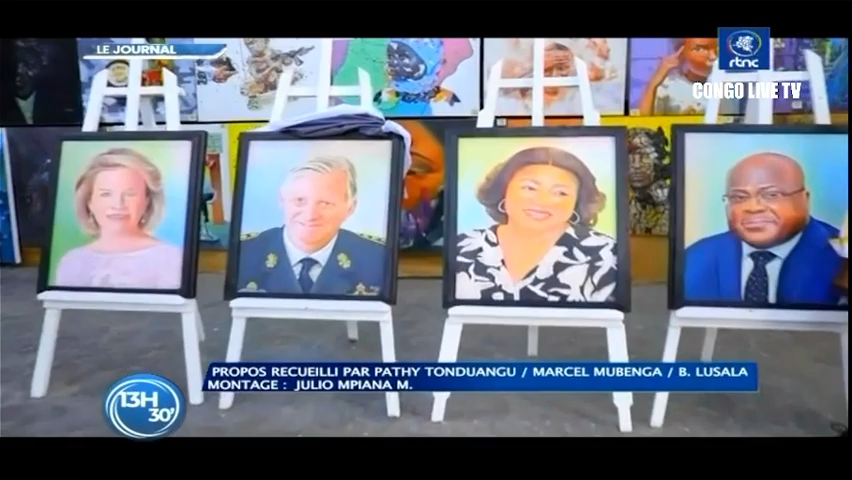 LE JOURNAL
rtnc
CONGO LIVE TV
PROPOS RECUEILLI PAR PATHY TONDUANGU / MARCEL MUBENGA / B. LUSALA
MONTAGE : JULIO MPIANA M.
13H
30'